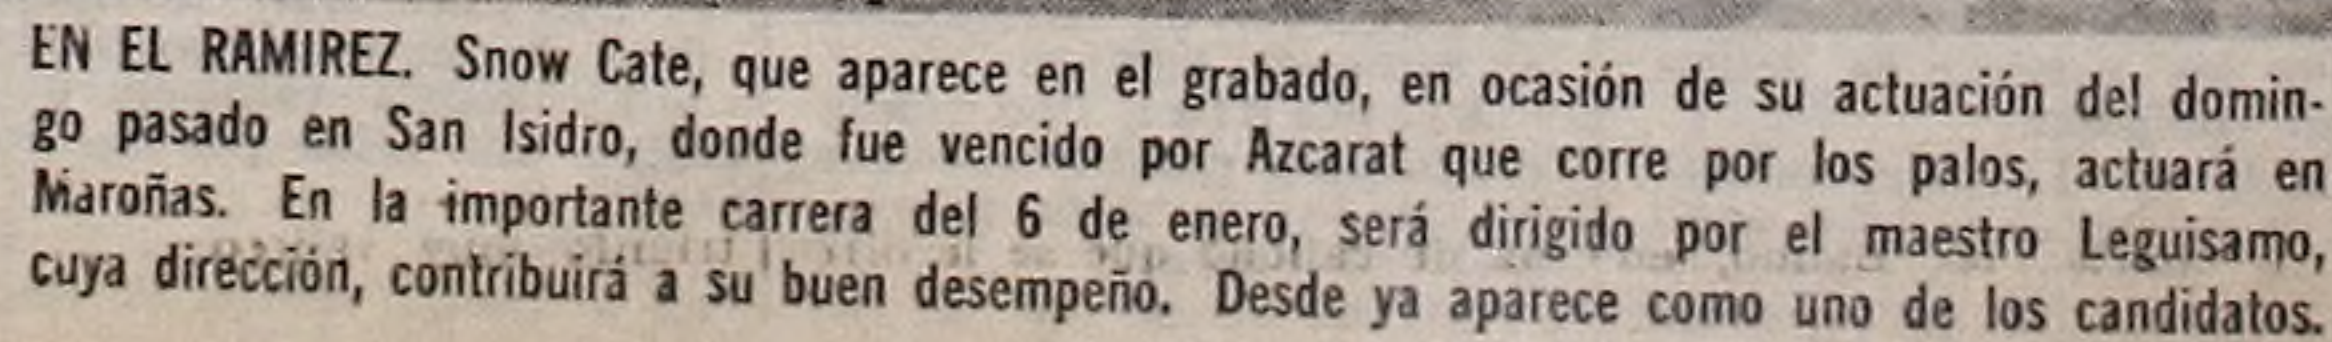 EN EL RAMIREZ. Snow Cate, que aparece en el grabado, en ocasión de su actuación del domin-
go pasado en San Isidro, donde fue vencido por Azcarat que corre por los palos, actuará en
Maroñas. En la importante carrera del 6 de enero, será dirigido por el maestro Leguisamo,
cuya dirección, contribuirá a su buen desempeño. Desde ya aparece como uno de los candidatos.